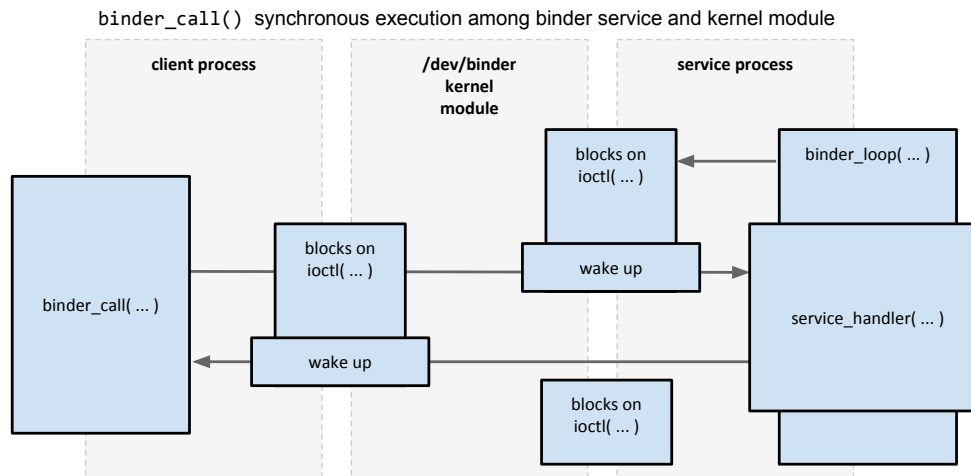 binder_call() synchronous execution among binder service and kernel module
client process
/dev/binder
kernel
module
service process
blocks on
ioctl( ... )
binder_loop( ... )
blocks on
ioctl( ... )
wake up
binder_call( ... )
service_handler( ... )
wake up
blocks on
ioctl( ... )